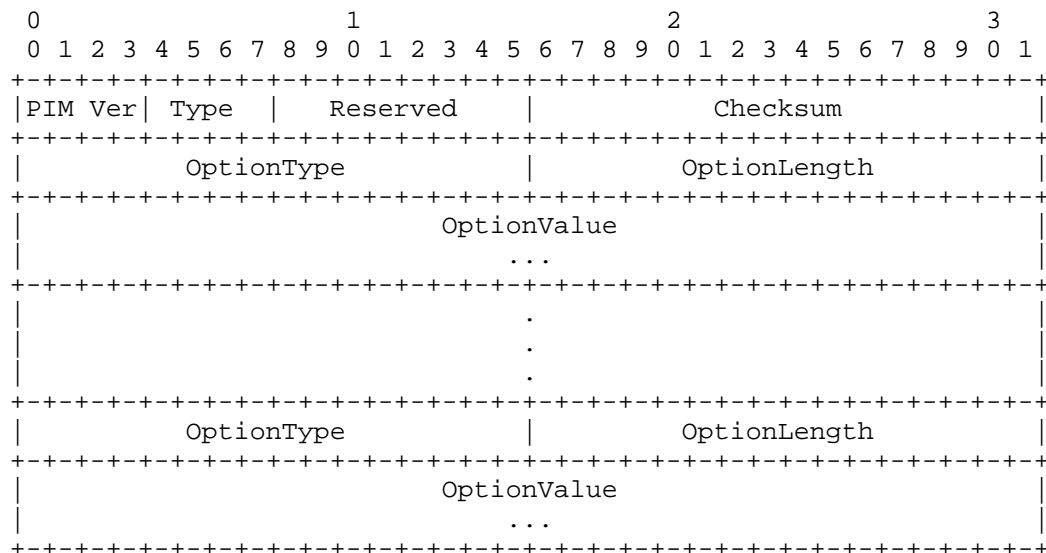 0                   1                   2                   3
 0 1 2 3 4 5 6 7 8 9 0 1 2 3 4 5 6 7 8 9 0 1 2 3 4 5 6 7 8 9 0 1
+-+-+-+-+-+-+-+-+-+-+-+-+-+-+-+-+-+-+-+-+-+-+-+-+-+-+-+-+-+-+-+-+
|PIM Ver| Type  |   Reserved    |           Checksum            |
+-+-+-+-+-+-+-+-+-+-+-+-+-+-+-+-+-+-+-+-+-+-+-+-+-+-+-+-+-+-+-+-+
|          OptionType           |         OptionLength          |
+-+-+-+-+-+-+-+-+-+-+-+-+-+-+-+-+-+-+-+-+-+-+-+-+-+-+-+-+-+-+-+-+
|                          OptionValue                          |
|                              ...                              |
+-+-+-+-+-+-+-+-+-+-+-+-+-+-+-+-+-+-+-+-+-+-+-+-+-+-+-+-+-+-+-+-+
|                               .                               |
|                               .                               |
|                               .                               |
+-+-+-+-+-+-+-+-+-+-+-+-+-+-+-+-+-+-+-+-+-+-+-+-+-+-+-+-+-+-+-+-+
|          OptionType           |         OptionLength          |
+-+-+-+-+-+-+-+-+-+-+-+-+-+-+-+-+-+-+-+-+-+-+-+-+-+-+-+-+-+-+-+-+
|                          OptionValue                          |
|                              ...                              |
+-+-+-+-+-+-+-+-+-+-+-+-+-+-+-+-+-+-+-+-+-+-+-+-+-+-+-+-+-+-+-+-+